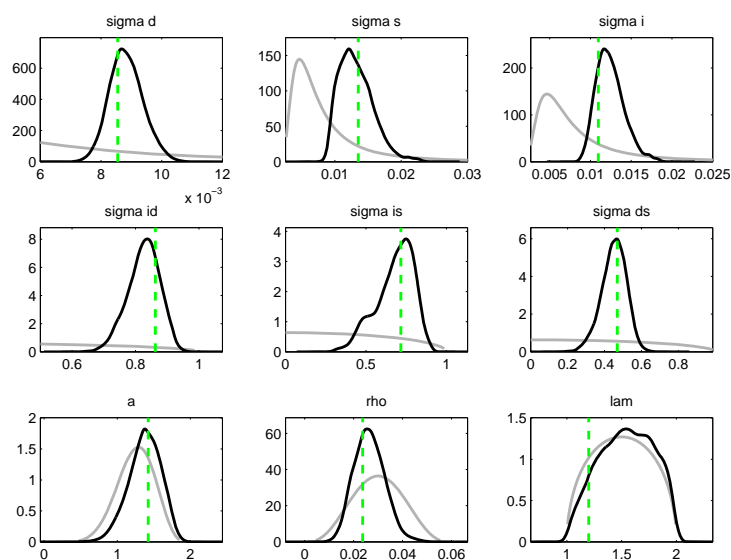 sigma d sigma s sigma i
600 400 200 0
6 8 10 12
x 10⁻³
150 100 50 0
0.01 0.02 0.03
200 100 0
0.005 0.01 0.015 0.02 0.025
sigma id sigma is sigma ds
8 6 4 2 0
0.6 0.8 1
4 3 2 1 0
0 0.5 1
6 4 2 0
0 0.2 0.4 0.6 0.8
a rho lam
2 1.5 1 0.5 0
0 1 2
60 40 20 0
0 0.02 0.04 0.06
1.5 1 0.5 0
1 1.5 2